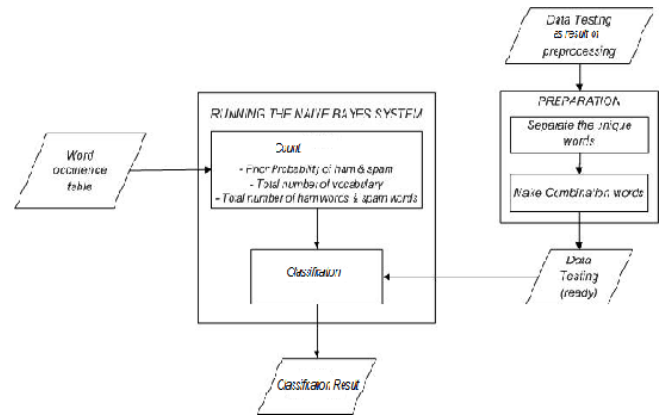 Data Testing
as result of
preprocessing
PREPARATION
Separate the unique
words
Make Combination words
Data
Testing
(ready)
RUNNING THE NAIVE BAYES SYSTEM
Count
- Prior Probability of ham & spam
- Total number of vocabulary
- Total number of ham words & spam words
Word
occurrence
table
Classification
Classification Result